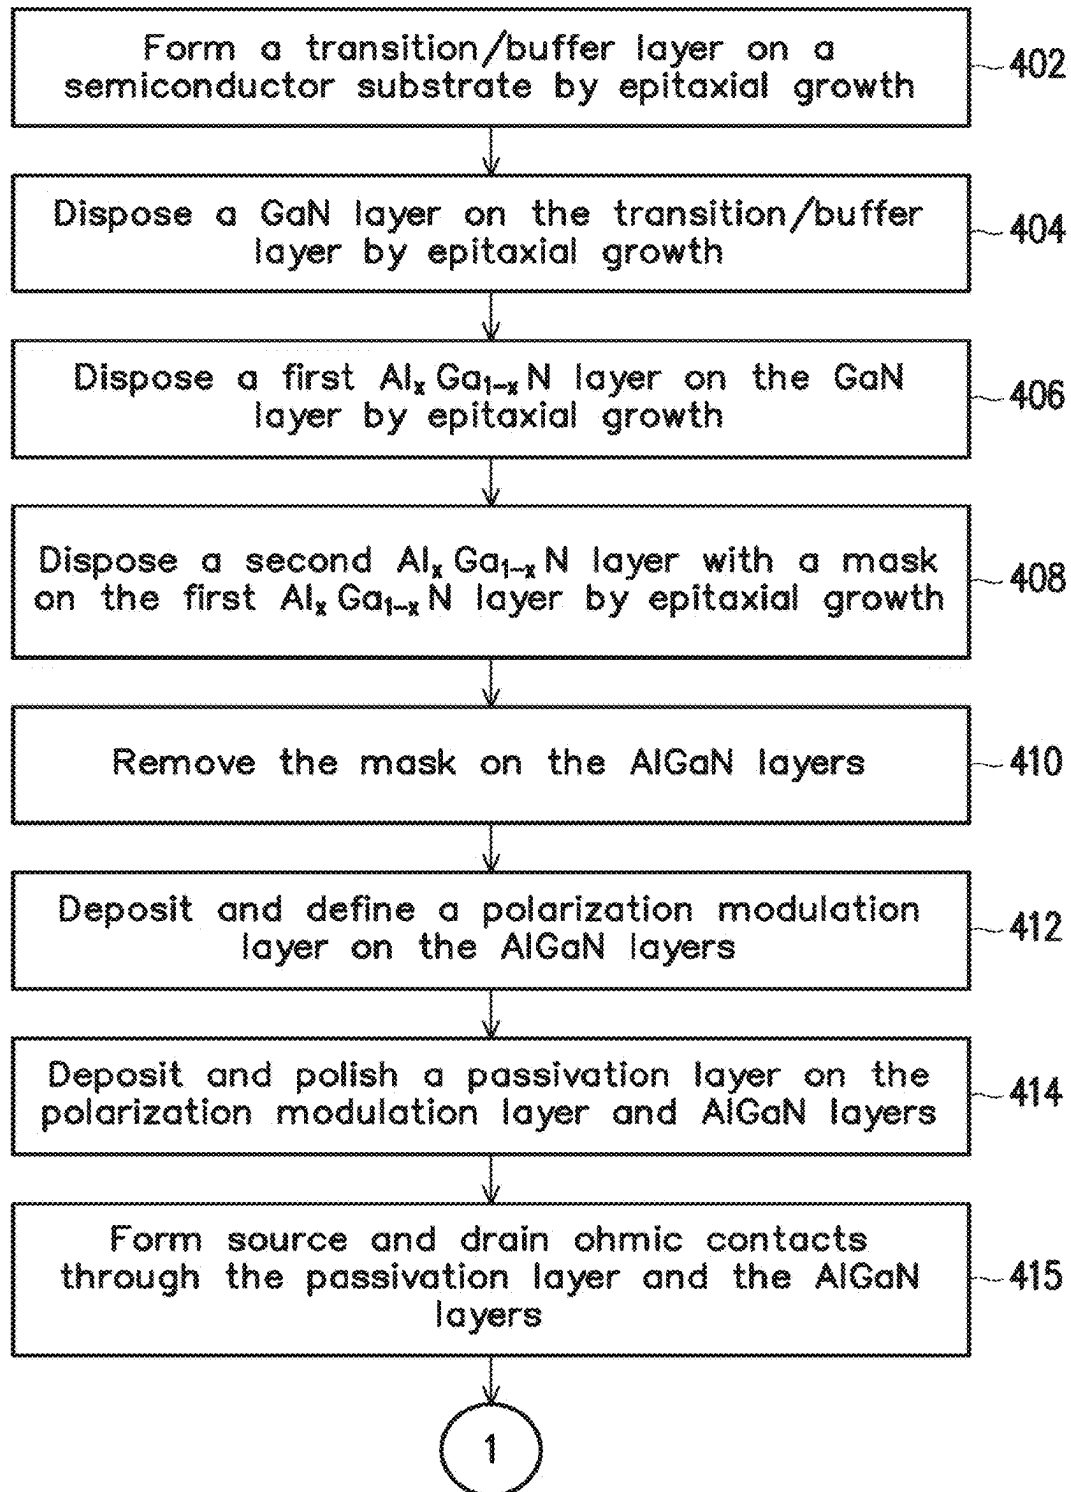 Form a transition/buffer layer on a
semiconductor substrate by epitaxial growth
402
Dispose a GaN layer on the transition/buffer
layer by epitaxial growth
404
Dispose a first AlₓGa₁₋ₓN layer on the GaN
layer by epitaxial growth
406
Dispose a second AlₓGa₁₋ₓN layer with a mask
on the first AlₓGa₁₋ₓN layer by epitaxial growth
408
Remove the mask on the AlGaN layers
410
Deposit and define a polarization modulation
layer on the AlGaN layers
412
Deposit and polish a passivation layer on the
polarization modulation layer and AlGaN layers
414
Form source and drain ohmic contacts
through the passivation layer and the AlGaN
layers
415
1